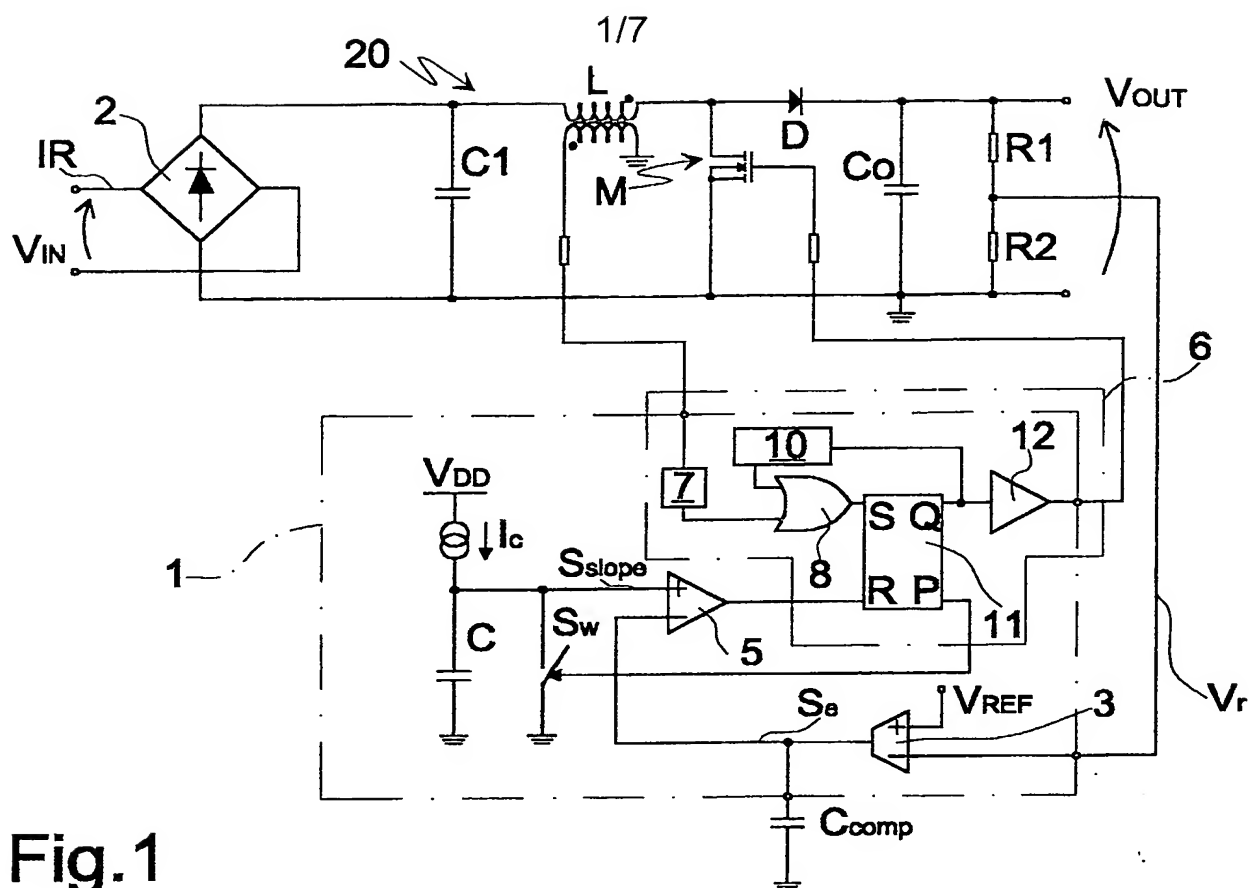 1/7
20
L
2
IR
C1
M
D
Co
R1
R2
VOUT
VIN
6
10
12
7
8
S Q
R P
11
VDD
Ic
1
Sslope
+
-
5
C
Sw
Se
VREF
+
-
3
Vr
Ccomp
Fig.1